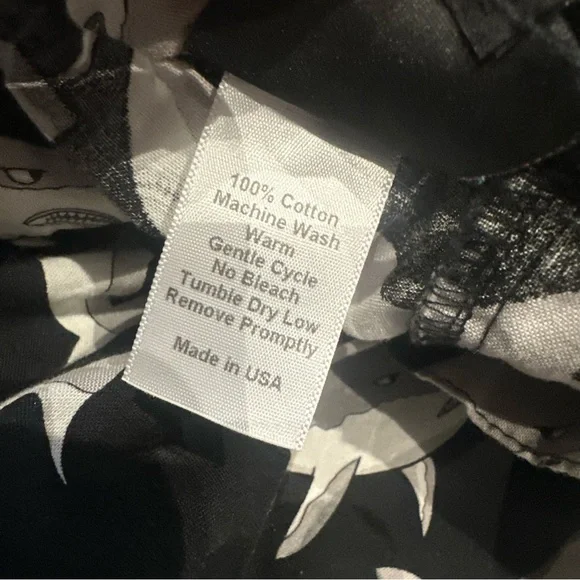 100% Cotton
Machine Wash
Warm
Gentle Cycle
No Bleach
Tumble Dry Low
Remove Promptly
Made in USA